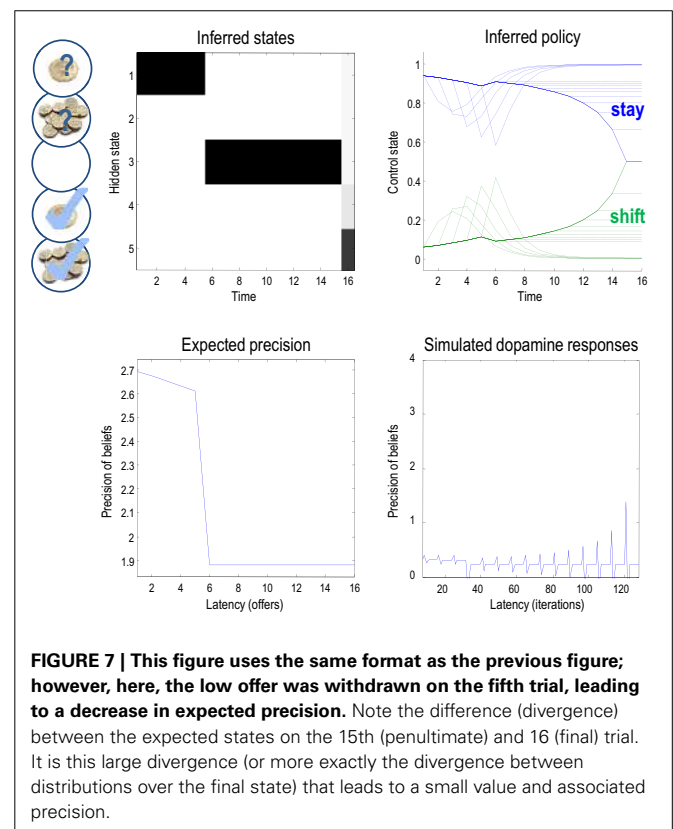 Inferred states
Inferred policy
?
?
Hidden state
1
2
3
4
5
2 4 6 8 10 12 14 16
Time
Control state
1
0.8
0.6
0.4
0.2
0
stay
shift
2 4 6 8 10 12 14 16
Time
Expected precision
Simulated dopamine responses
Precision of beliefs
2.7
2.6
2.5
2.4
2.3
2.2
2.1
2
1.9
2 4 6 8 10 12 14 16
Latency (offers)
Precision of beliefs
4
3
2
1
0
20 40 60 80 100 120
Latency (iterations)
FIGURE 7 | This figure uses the same format as the previous figure;
however, here, the low offer was withdrawn on the fifth trial, leading
to a decrease in expected precision. Note the difference (divergence)
between the expected states on the 15th (penultimate) and 16 (final) trial.
It is this large divergence (or more exactly the divergence between
distributions over the final state) that leads to a small value and associated
precision.